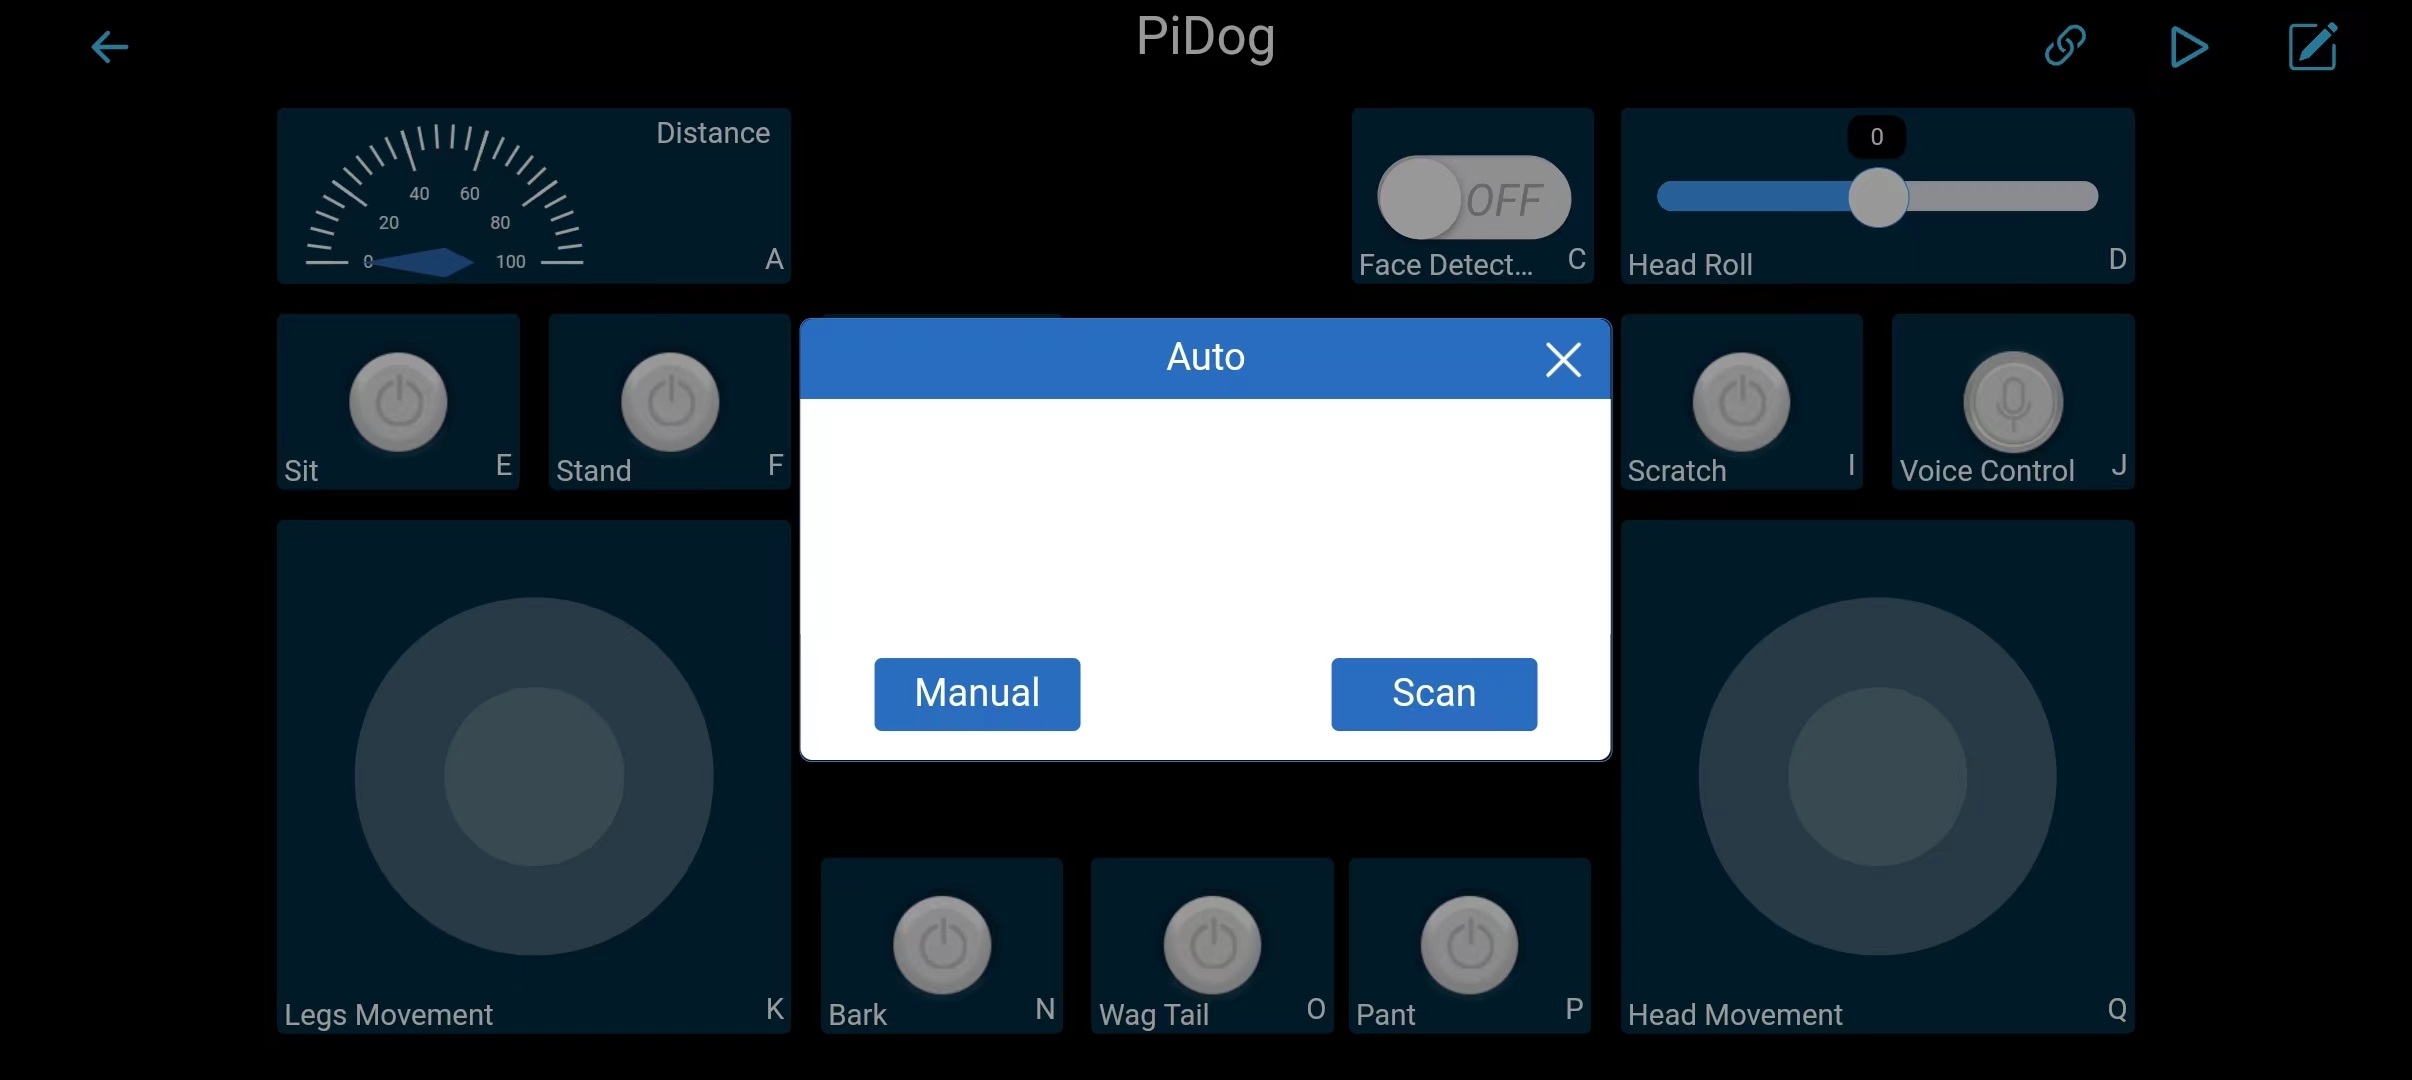 PiDog
Distance
0
20
40
60
80
100
A
OFF
Face Detect...
C
0
Head Roll
D
Sit
E
Stand
F
Auto
Manual
Scan
Scratch
I
Voice Control
J
Legs Movement
K
Bark
N
Wag Tail
O
Pant
P
Head Movement
Q